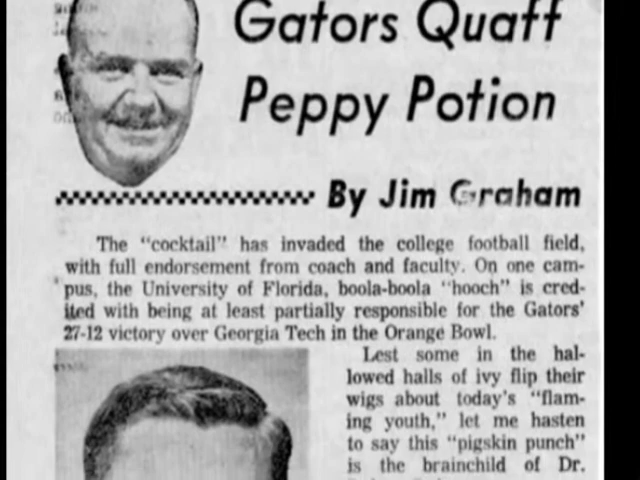 Gators Quaff
Peppy Potion
By Jim Graham
The "cocktail" has invaded the college football field,
with full endorsement from coach and faculty. On one cam-
pus, the University of Florida, boola-boola "hooch" is cred-
ited with being at least partially responsible for the Gators'
27-12 victory over Georgia Tech in the Orange Bowl.
Lest some in the hal-
lowed halls of ivy flip their
wigs about today's "flam-
ing youth," let me hasten
to say this "pigskin punch"
is the brainchild of Dr.